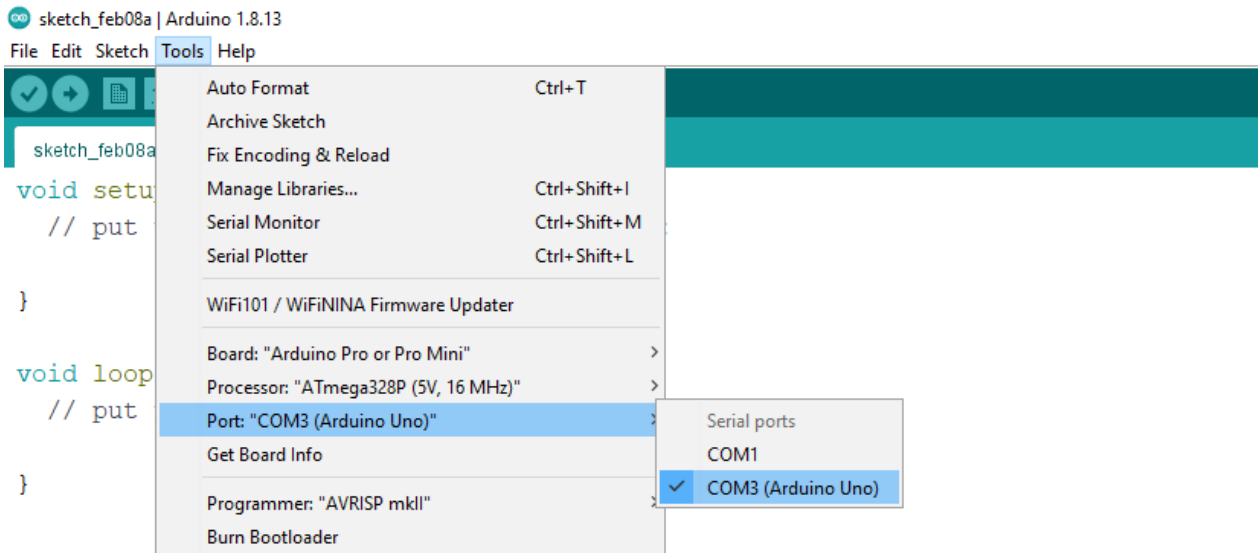 sketch_feb08a | Arduino 1.8.13
File Edit Sketch Tools Help
Auto Format Ctrl+T
Archive Sketch
sketch_feb08a
Fix Encoding & Reload
void setu
Manage Libraries... Ctrl+Shift+I
// put
Serial Monitor Ctrl+Shift+M
Serial Plotter Ctrl+Shift+L
}
WiFi101 / WiFiNINA Firmware Updater
Board: "Arduino Pro or Pro Mini"
void loop
Processor: "ATmega328P (5V, 16 MHz)"
// put
Port: "COM3 (Arduino Uno)"
Serial ports
Get Board Info
COM1
}
COM3 (Arduino Uno)
Programmer: "AVRISP mkII"
Burn Bootloader